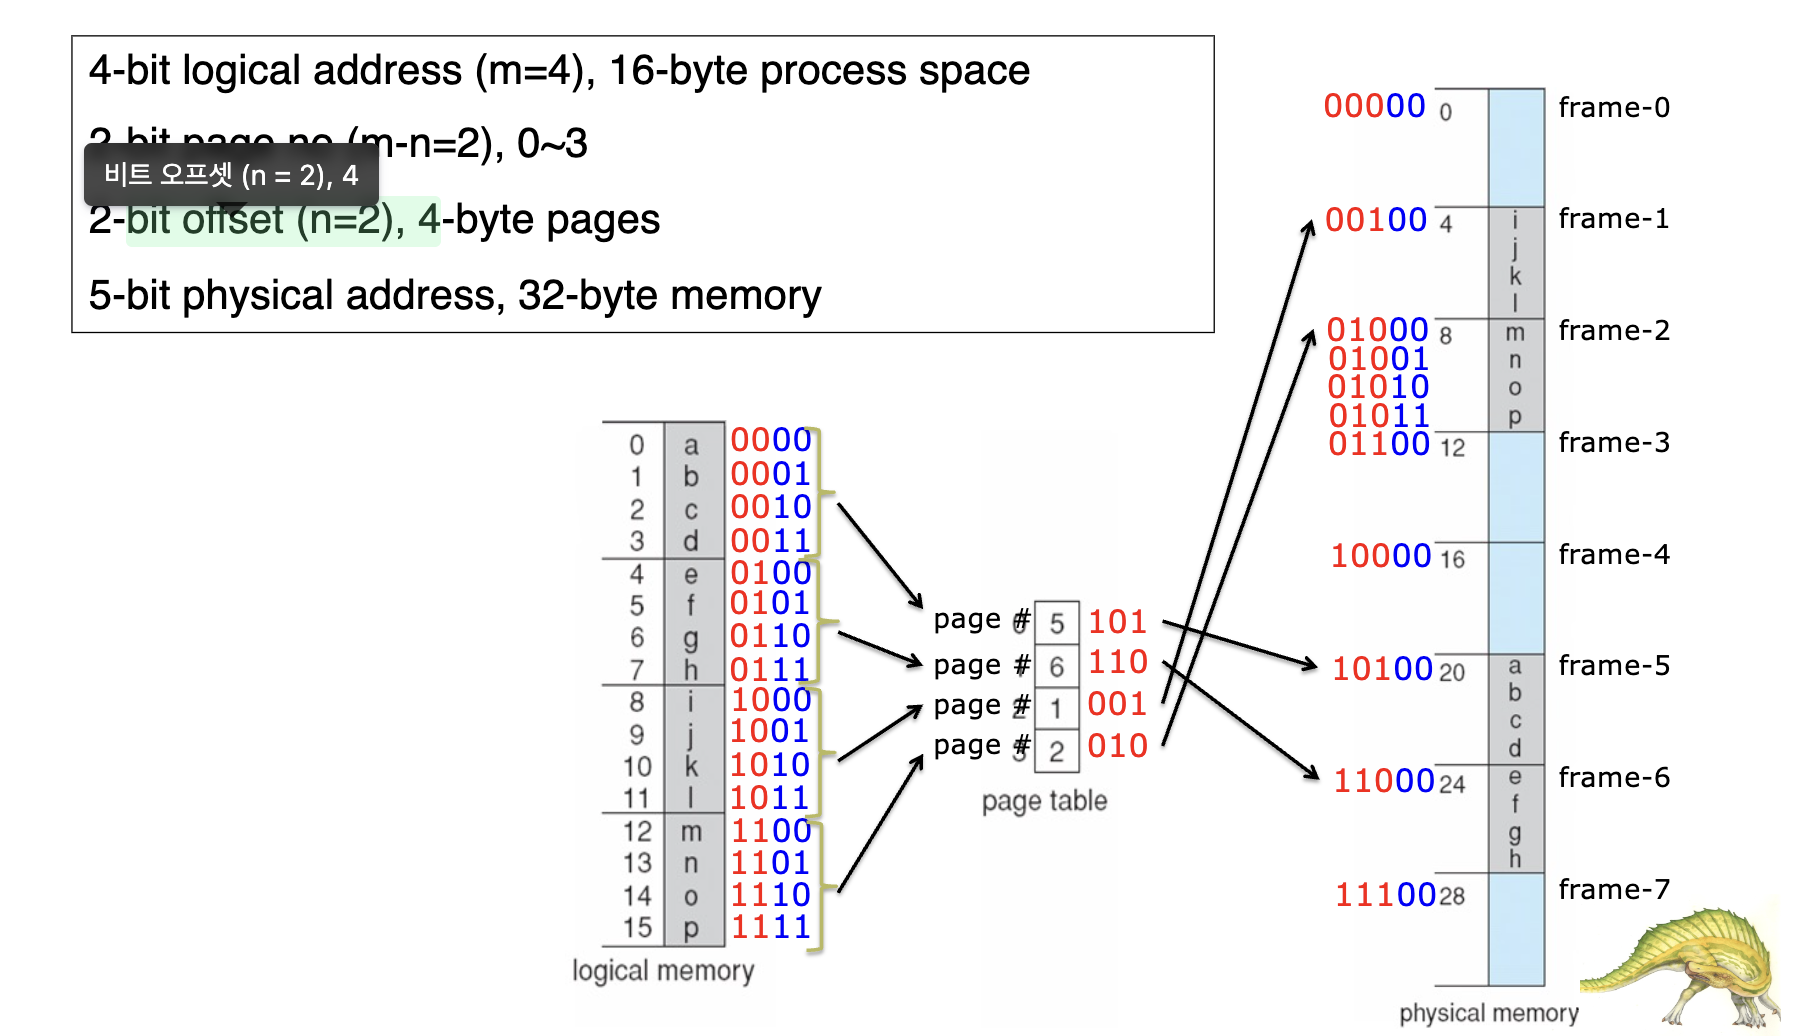 4-bit logical address (m=4), 16-byte process space
2-bit page no (m-n=2), 0~3
비트 오프셋 (n = 2), 4
2-bit offset (n=2), 4-byte pages
5-bit physical address, 32-byte memory
0 a 0000
1 b 0001
2 c 0010
3 d 0011
4 e 0100
5 f 0101
6 g 0110
7 h 0111
8 i 1000
9 j 1001
10 k 1010
11 l 1011
12 m 1100
13 n 1101
14 o 1110
15 p 1111
logical memory
page # 0 5 101
page # 6 110
page # 2 1 001
page # 3 2 010
page table
00000 0 frame-0
00100 4 i frame-1
j
k
l
01000 8 m frame-2
01001 n
01010 o
01011 p
01100 12 frame-3
10000 16 frame-4
10100 20 a frame-5
b
c
d
11000 24 e frame-6
f
g
h
11100 28 frame-7
physical memory